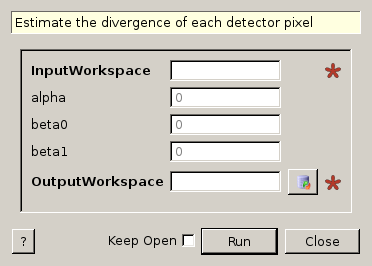 Estimate the divergence of each detector pixel
InputWorkspace *
alpha 0
beta0 0
beta1 0
OutputWorkspace *
? Keep Open Run Close